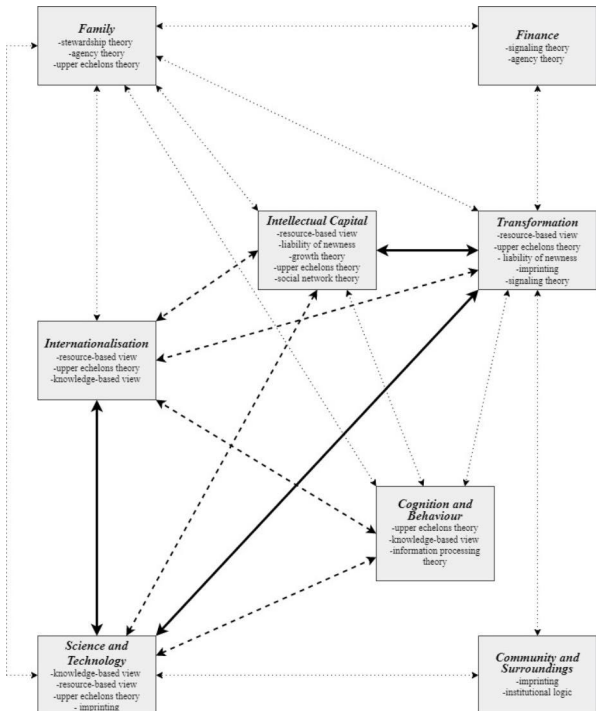 Family
-stewardship theory
-agency theory
-upper echelons theory
Finance
-signaling theory
-agency theory
Intellectual Capital
-resource-based view
-liability of newness
-growth theory
-upper echelons theory
-social network theory
Transformation
-resource-based view
-upper echelons theory
- liability of newness
-imprinting
-signaling theory
Internationalisation
-resource-based view
-upper echelons theory
-knowledge-based view
Cognition and
Behaviour
-upper echelons theory
-knowledge-based view
-information processing
theory
Science and
Technology
-knowledge-based view
-resource-based view
-upper echelons theory
- imprinting
Community and
Surroundings
-imprinting
-institutional logic